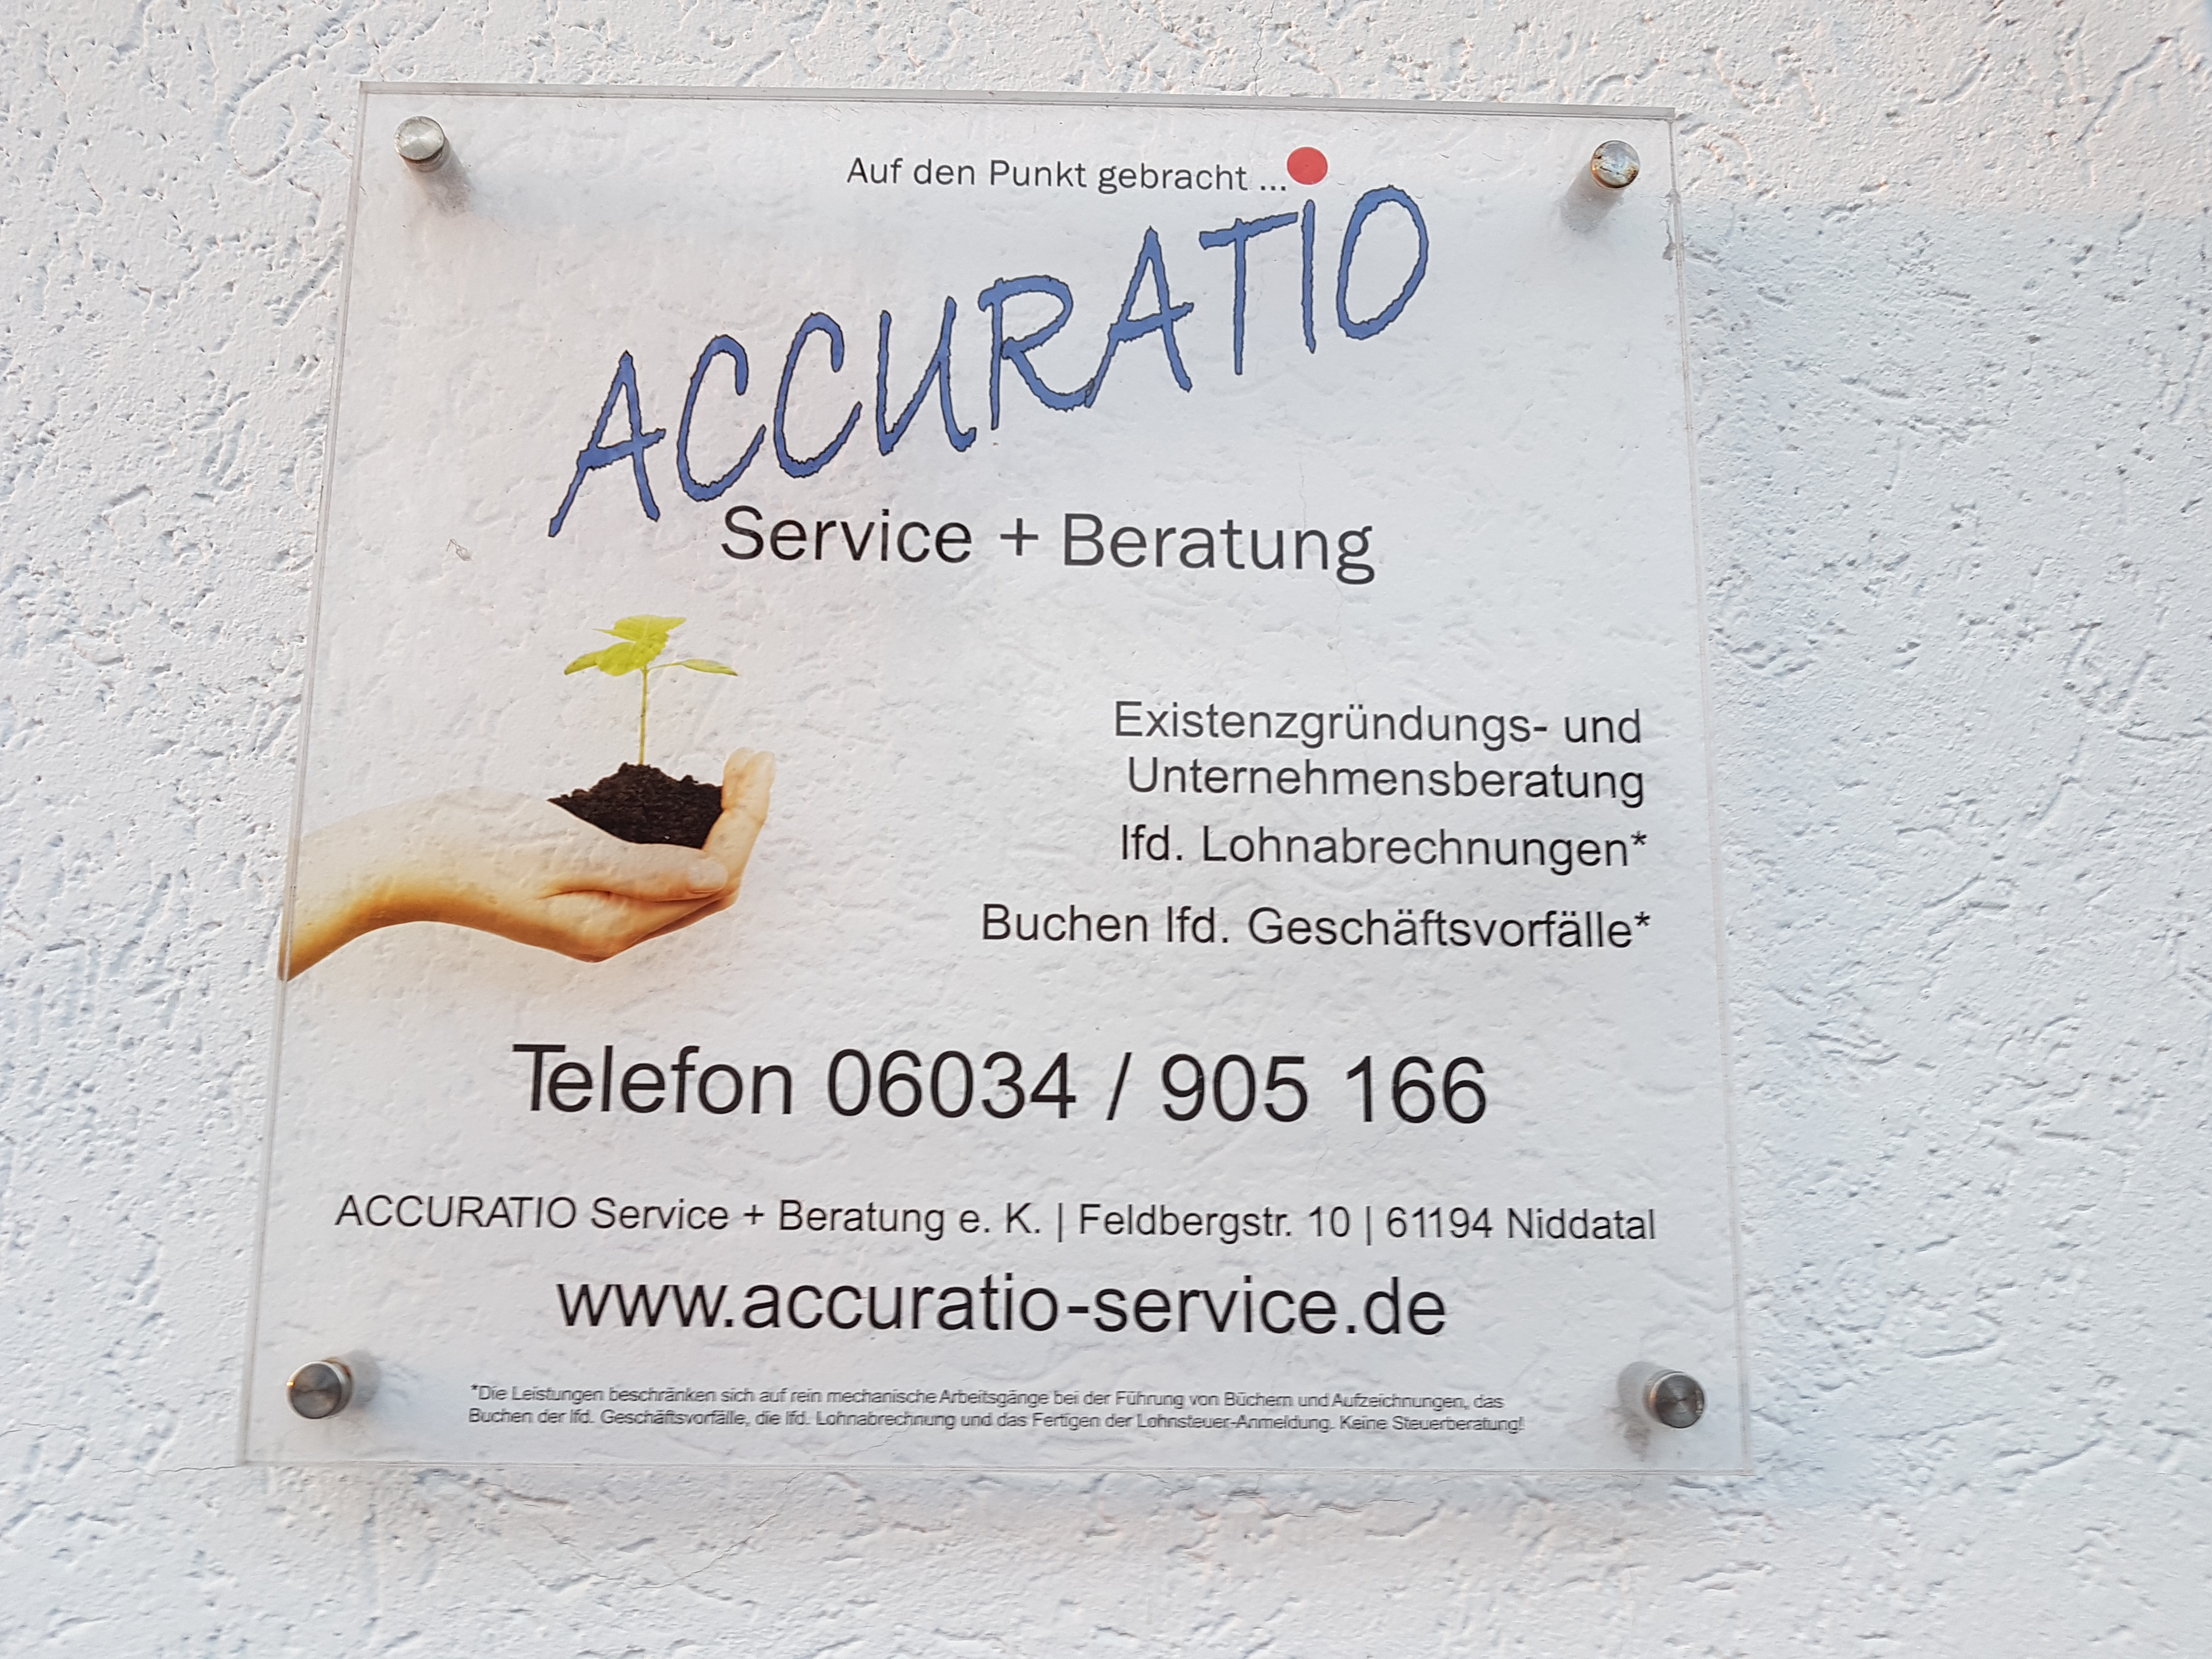 Auf den Punkt gebracht ...
ACCURATIO
Service + Beratung
Existenzgründungs- und
Unternehmensberatung
lfd. Lohnabrechnungen*
Buchen lfd. Geschäftsvorfälle*
Telefon 06034 / 905 166
ACCURATIO Service + Beratung e. K. | Feldbergstr. 10 | 61194 Niddatal
www.accuratio-service.de
*Die Leistungen beschränken sich auf rein mechanische Arbeitsgänge bei der Führung von Büchern und Aufzeichnungen, das
Buchen der lfd. Geschäftsvorfälle, die lfd. Lohnabrechnung und das Fertigen der Lohnsteuer-Anmeldung. Keine Steuerberatung!